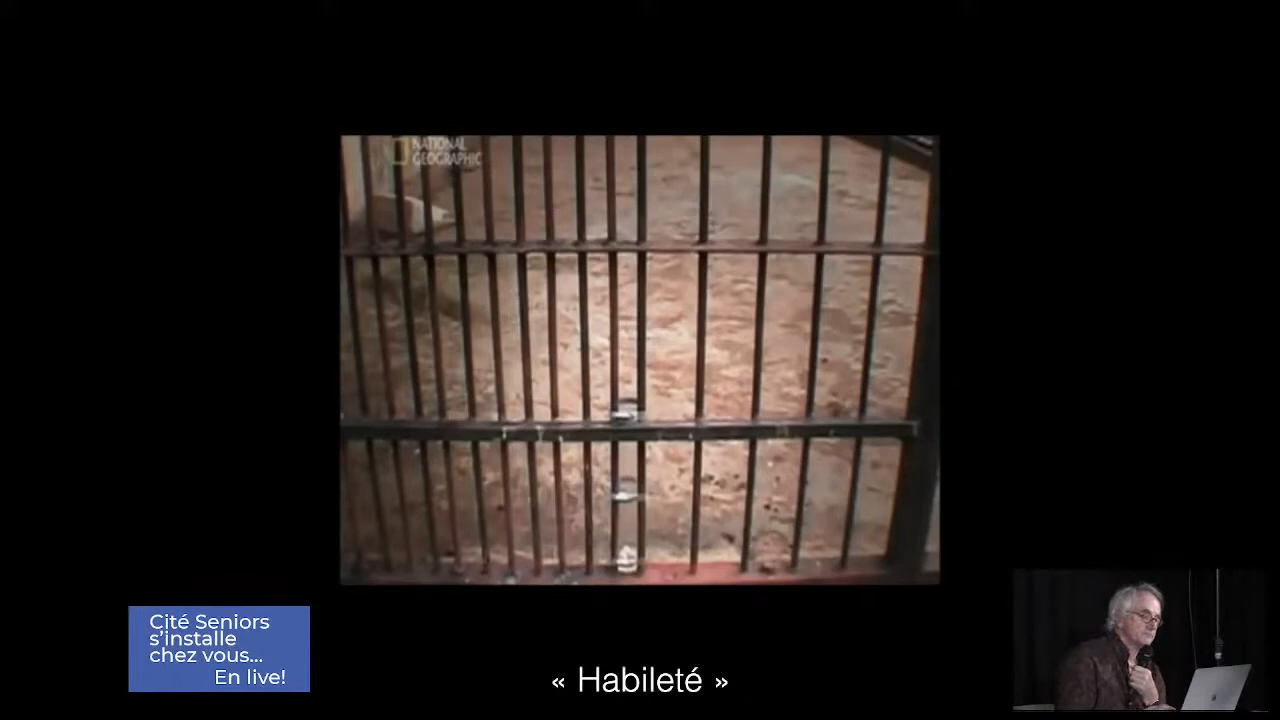 NATIONAL
GEOGRAPHIC
Cité Seniors
s'installe
chez vous...
En live!
« Habileté »